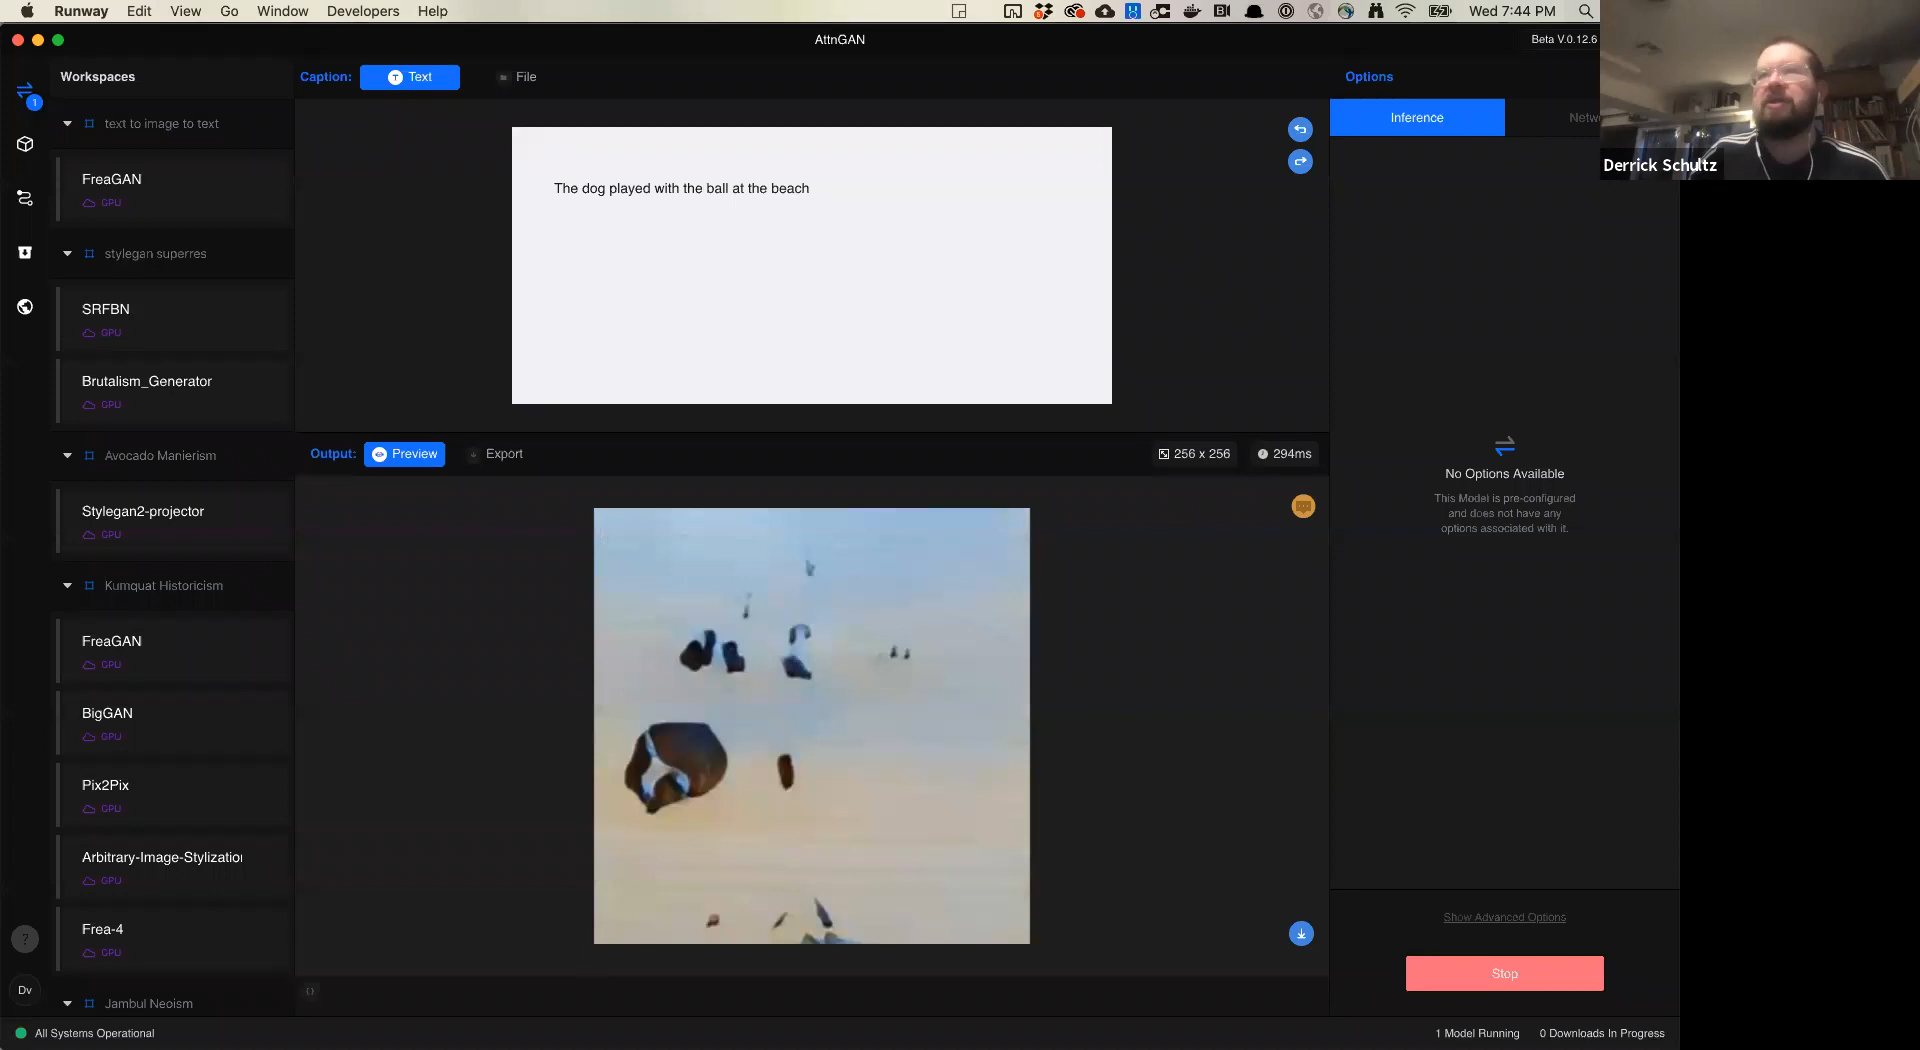 Runway Edit View Go Window Developers Help
Wed 7:44 PM
AttnGAN
Beta V.0.12.6
Workspaces
Caption: Text File
Options
1
text to image to text
Inference
FreaGAN
GPU
Derrick Schultz
The dog played with the ball at the beach
stylegan superres
SRFBN
GPU
Brutalism_Generator
GPU
Avocado Manierism
Output: Preview Export
256 x 256
294ms
No Options Available
This Model is pre-configured
and does not have any
options associated with it.
Stylegan2-projector
GPU
Kumquat Historicism
FreaGAN
GPU
BigGAN
GPU
Pix2Pix
GPU
Arbitrary-Image-Stylization
GPU
Frea-4
GPU
Show Advanced Options
Stop
?
Dv
Jambul Neoism
All Systems Operational
1 Model Running
0 Downloads In Progress